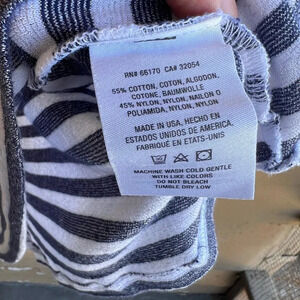 RN# 66170 CA# 32054
55% COTTON, COTON, ALGODON,
COTONE, BAUMWOLLE
45% NYLON, NYLON, NAILON O
POLIAMIDA, NYLON, NYLON
MADE IN USA, HECHO EN
ESTADOS UNIDOS DE AMERICA,
FABRIQUÉ EN ETATS-UNIS
MACHINE WASH COLD GENTLE
WITH LIKE COLORS
DO NOT BLEACH
TUMBLE DRY LOW